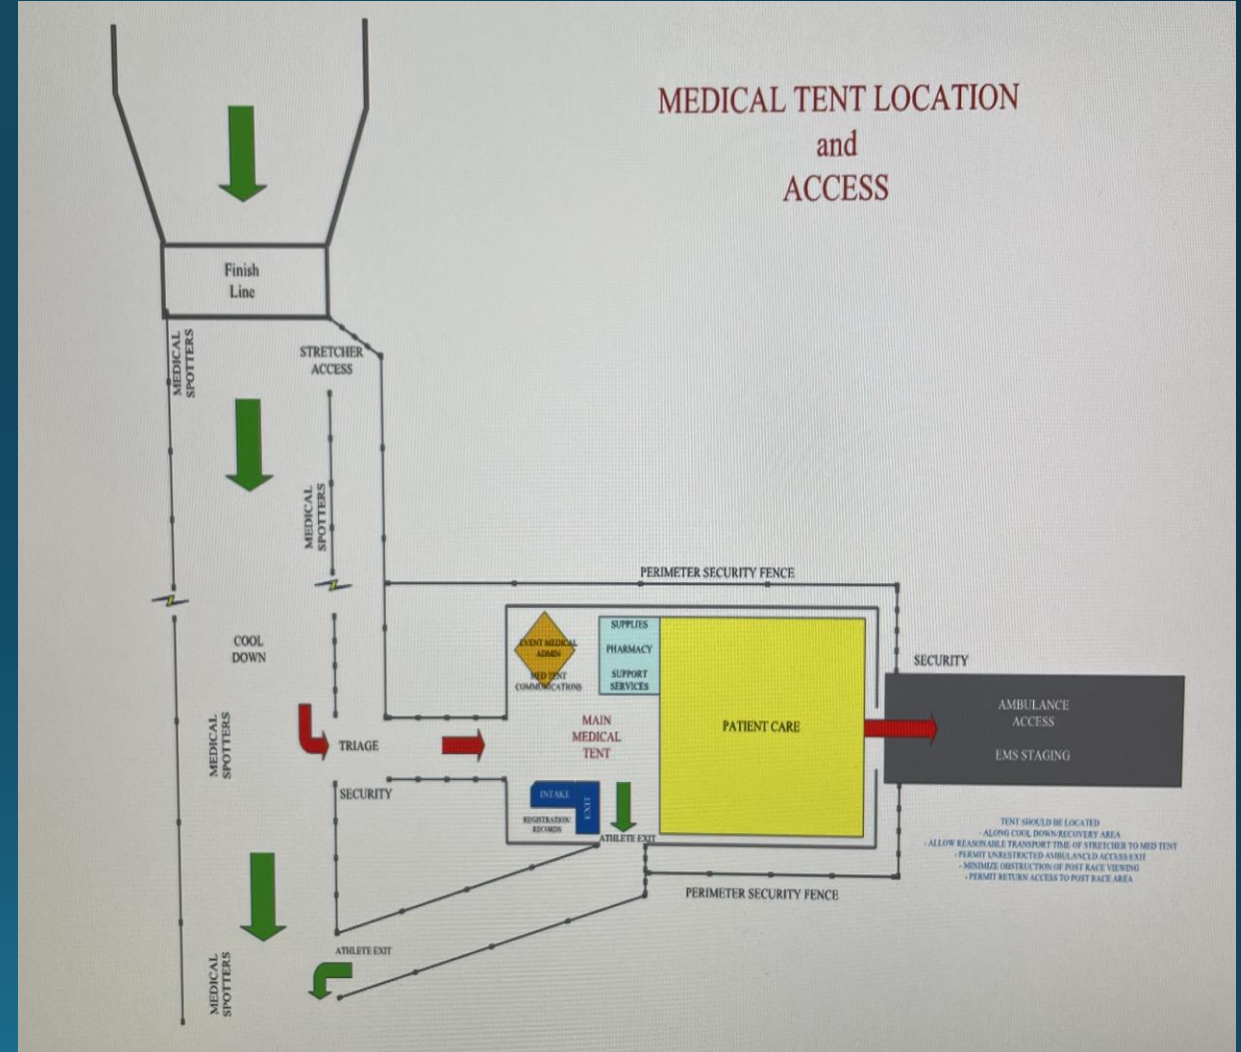 MEDICAL TENT LOCATION
and
ACCESS
Finish
Line
MEDICAL
SPOTTERS
STRETCHER
ACCESS
MEDICAL
SPOTTERS
PERIMETER SECURITY FENCE
COOL
DOWN
EVENT MEDICAL
ADMIN
MED TENT
COMMUNICATIONS
SUPPLIES
PHARMACY
SUPPORT
SERVICES
SECURITY
MEDICAL
SPOTTERS
TRIAGE
MAIN
MEDICAL
TENT
PATIENT CARE
AMBULANCE
ACCESS
EMS STAGING
SECURITY
INTAKE
EXIT
REGISTRATION/
RECORDS
ATHLETE EXIT
TENT SHOULD BE LOCATED
- ALONG COOL DOWN/RECOVERY AREA
- ALLOW REASONABLE TRANSPORT TIME OF STRETCHER TO MED TENT
- PERMIT UNRESTRICTED AMBULANCE ACCESS/EXIT
- MINIMIZE OBSTRUCTION OF POST RACE VIEWING
- PERMIT RETURN ACCESS TO POST RACE AREA
PERIMETER SECURITY FENCE
ATHLETE EXIT
MEDICAL
SPOTTERS